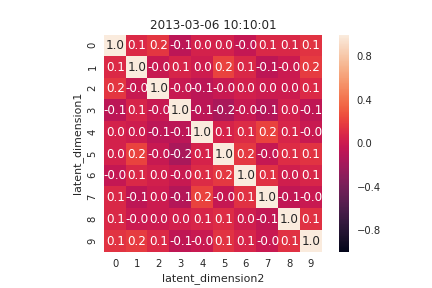 2013-03-06 10:10:01
latent_dimension1
0 1.0 0.1 0.2 -0.1 0.0 0.0 -0.0 0.1 0.1 0.1
1 0.1 1.0 -0.0 0.1 0.0 0.2 0.1 -0.1 -0.0 0.2
2 0.2 -0.0 1.0 -0.0 -0.1 -0.0 0.0 0.0 0.0 0.1
3 -0.1 0.1 -0.0 1.0 -0.1 -0.2 -0.0 -0.1 0.0 -0.1
4 0.0 0.0 -0.1 -0.1 1.0 0.1 0.1 0.2 0.1 -0.0
5 0.0 0.2 -0.0 -0.2 0.1 1.0 0.2 -0.0 0.1 0.1
6 -0.0 0.1 0.0 -0.0 0.1 0.2 1.0 0.1 0.0 0.1
7 0.1 -0.1 0.0 -0.1 0.2 -0.0 0.1 1.0 -0.1 -0.0
8 0.1 -0.0 0.0 0.0 0.1 0.1 0.0 -0.1 1.0 0.1
9 0.1 0.2 0.1 -0.1 -0.0 0.1 0.1 -0.0 0.1 1.0
0 1 2 3 4 5 6 7 8 9
latent_dimension2
0.8
0.4
0.0
−0.4
−0.8